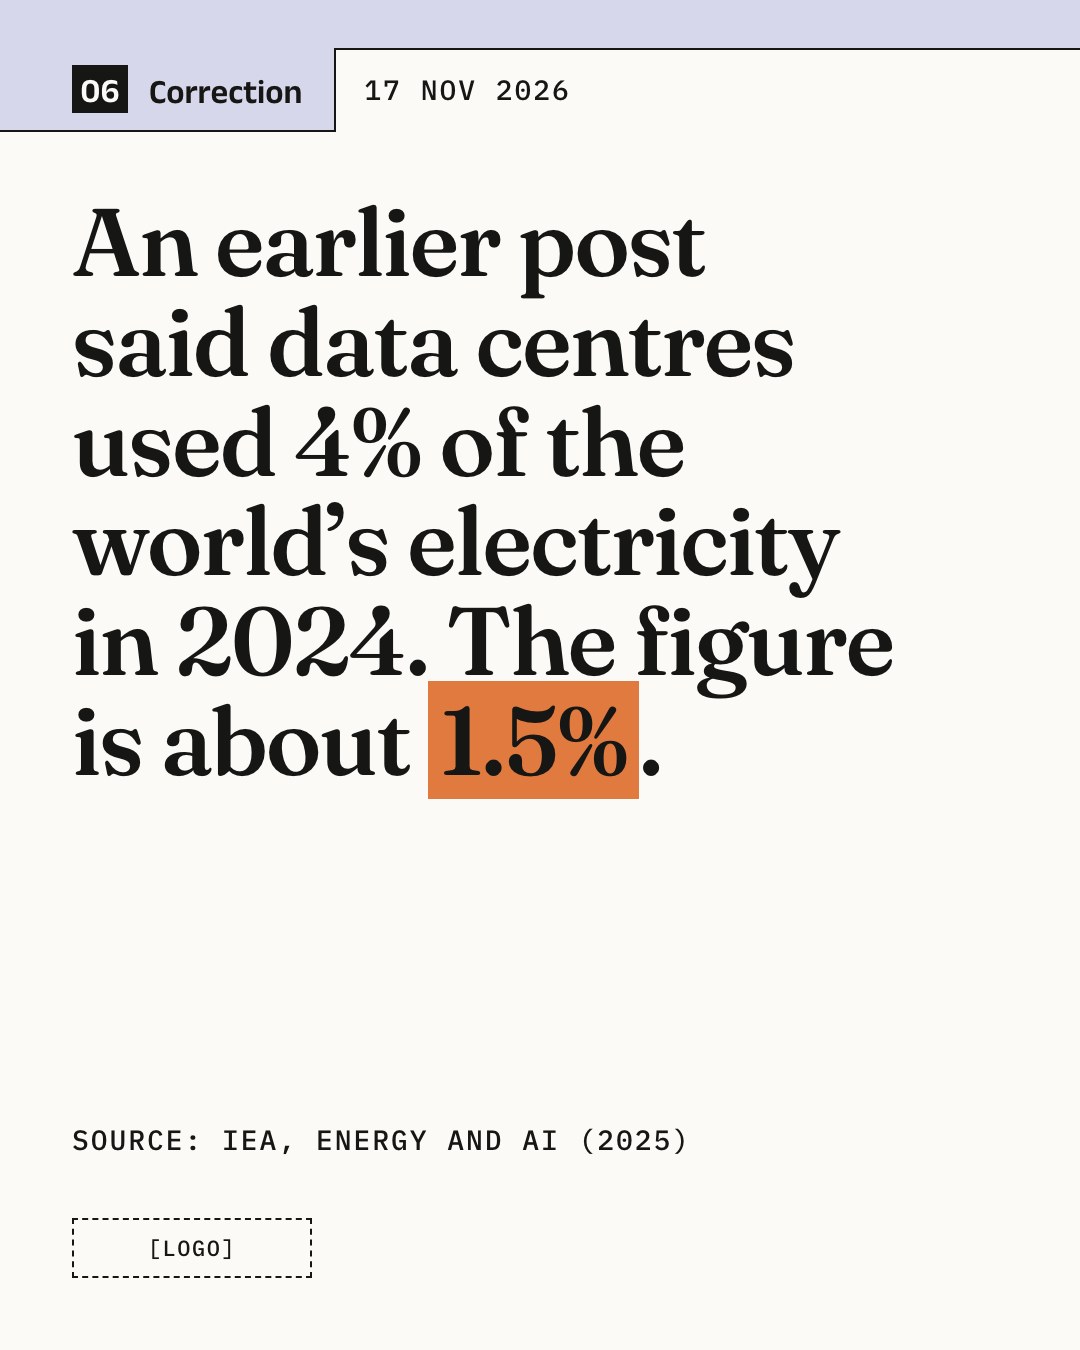 06 Correction 17 NOV 2026
An earlier post
said data centres
used 4% of the
world’s electricity
in 2024. The figure
is about 1.5%.
SOURCE: IEA, ENERGY AND AI (2025)
[LOGO]